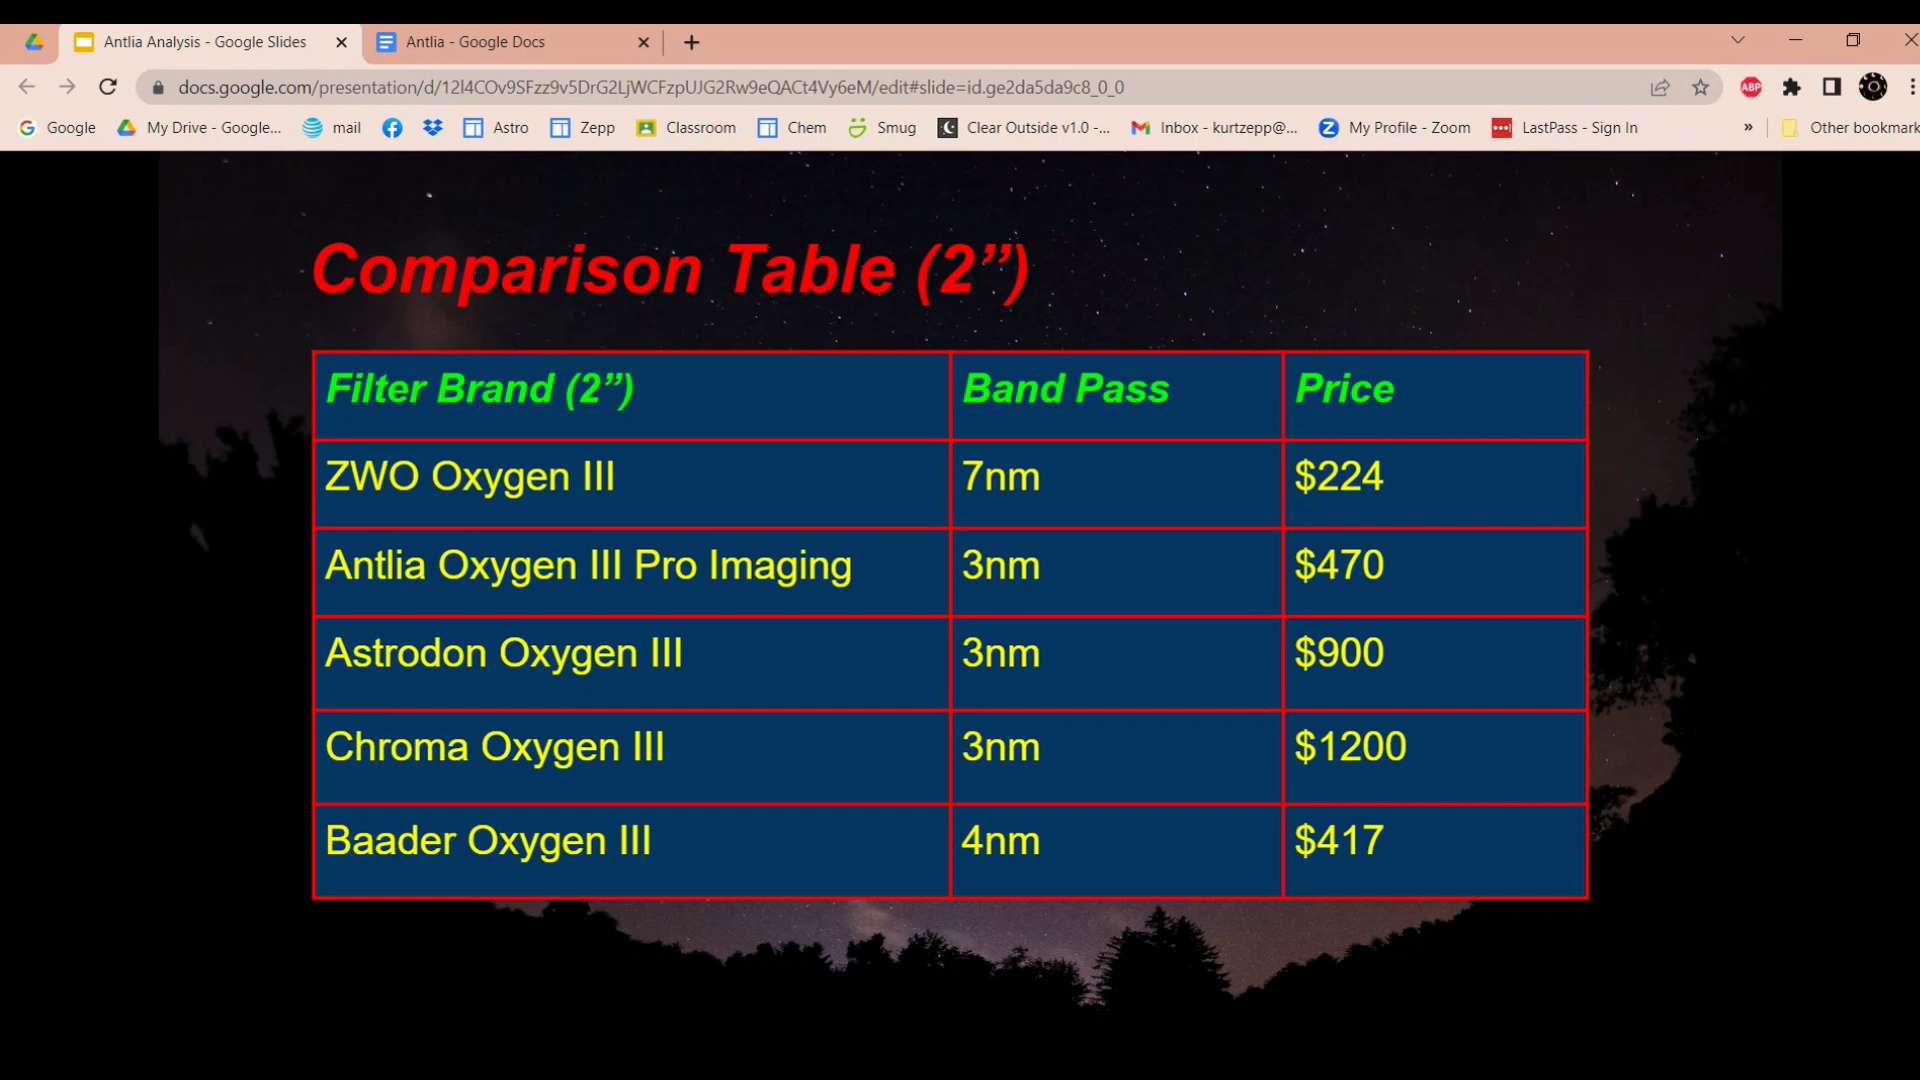 Antlia Analysis - Google Slides
Antlia - Google Docs
docs.google.com/presentation/d/12l4COv9SFzz9v5DrG2LjWCFzpUJG2Rw9eQACt4Vy6eM/edit#slide=id.ge2da5da9c8_0_0
ABP
Google My Drive - Google... mail Astro Zepp Classroom Chem Smug Clear Outside v1.0 -... Inbox - kurtzepp@... My Profile - Zoom LastPass - Sign In » Other bookmark
Comparison Table (2”)
Filter Brand (2”) Band Pass Price
ZWO Oxygen III 7nm $224
Antlia Oxygen III Pro Imaging 3nm $470
Astrodon Oxygen III 3nm $900
Chroma Oxygen III 3nm $1200
Baader Oxygen III 4nm $417